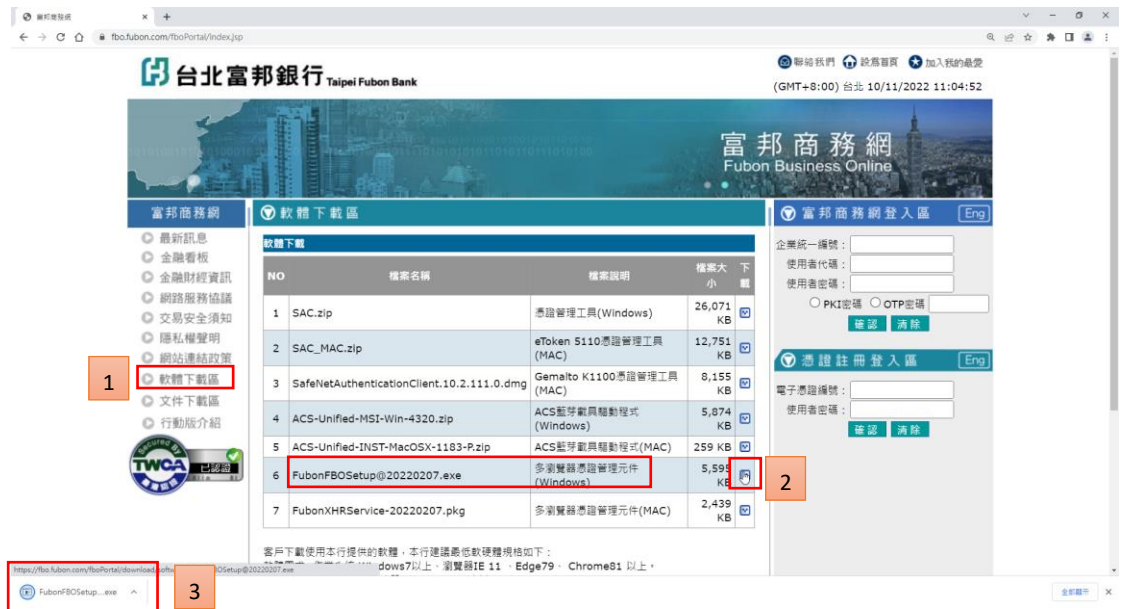 富邦商務網
fbo.fubon.com/fboPortal/Index.jsp
台北富邦銀行 Taipei Fubon Bank
聯絡我們 設為首頁 加入我的最愛
(GMT+8:00) 台北 10/11/2022 11:04:52
富邦商務網
Fubon Business Online
富邦商務網
最新訊息
金融看板
金融財經資訊
網路服務協議
交易安全須知
隱私權聲明
網站連結政策
1
軟體下載區
文件下載區
行動版介紹
Secured By
TWCA
已認證
軟體下載區
軟體下載
NO 檔案名稱 檔案說明 檔案大小 下載
1 SAC.zip 憑證管理工具(Windows) 26,071 KB
2 SAC_MAC.zip eToken 5110憑證管理工具(MAC) 12,751 KB
3 SafeNetAuthenticationClient.10.2.111.0.dmg Gemalto K1100憑證管理工具(MAC) 8,155 KB
4 ACS-Unified-MSI-Win-4320.zip ACS藍芽載具驅動程式(Windows) 5,874 KB
5 ACS-Unified-INST-MacOSX-1183-P.zip ACS藍芽載具驅動程式(MAC) 259 KB
6 FubonFBOSetup@20220207.exe 多瀏覽器憑證管理元件(Windows) 5,595 KB
2
7 FubonXHRService-20220207.pkg 多瀏覽器憑證管理元件(MAC) 2,439 KB
客戶下載使用本行提供的軟體，本行建議最低軟硬體規格如下：
dows7以上、瀏覽器IE 11 、Edge79、 Chrome81 以上，
富邦商務網登入區 Eng
企業統一編號：
使用者代碼：
使用者密碼：
PKI密碼 OTP密碼
確認 清除
憑證註冊登入區 Eng
電子憑證編號：
使用者密碼：
確認 清除
https://fbo.fubon.com/fboPortal/download/softw OSetup@20220207.exe
FubonFBOSetup....exe
3
全部顯示